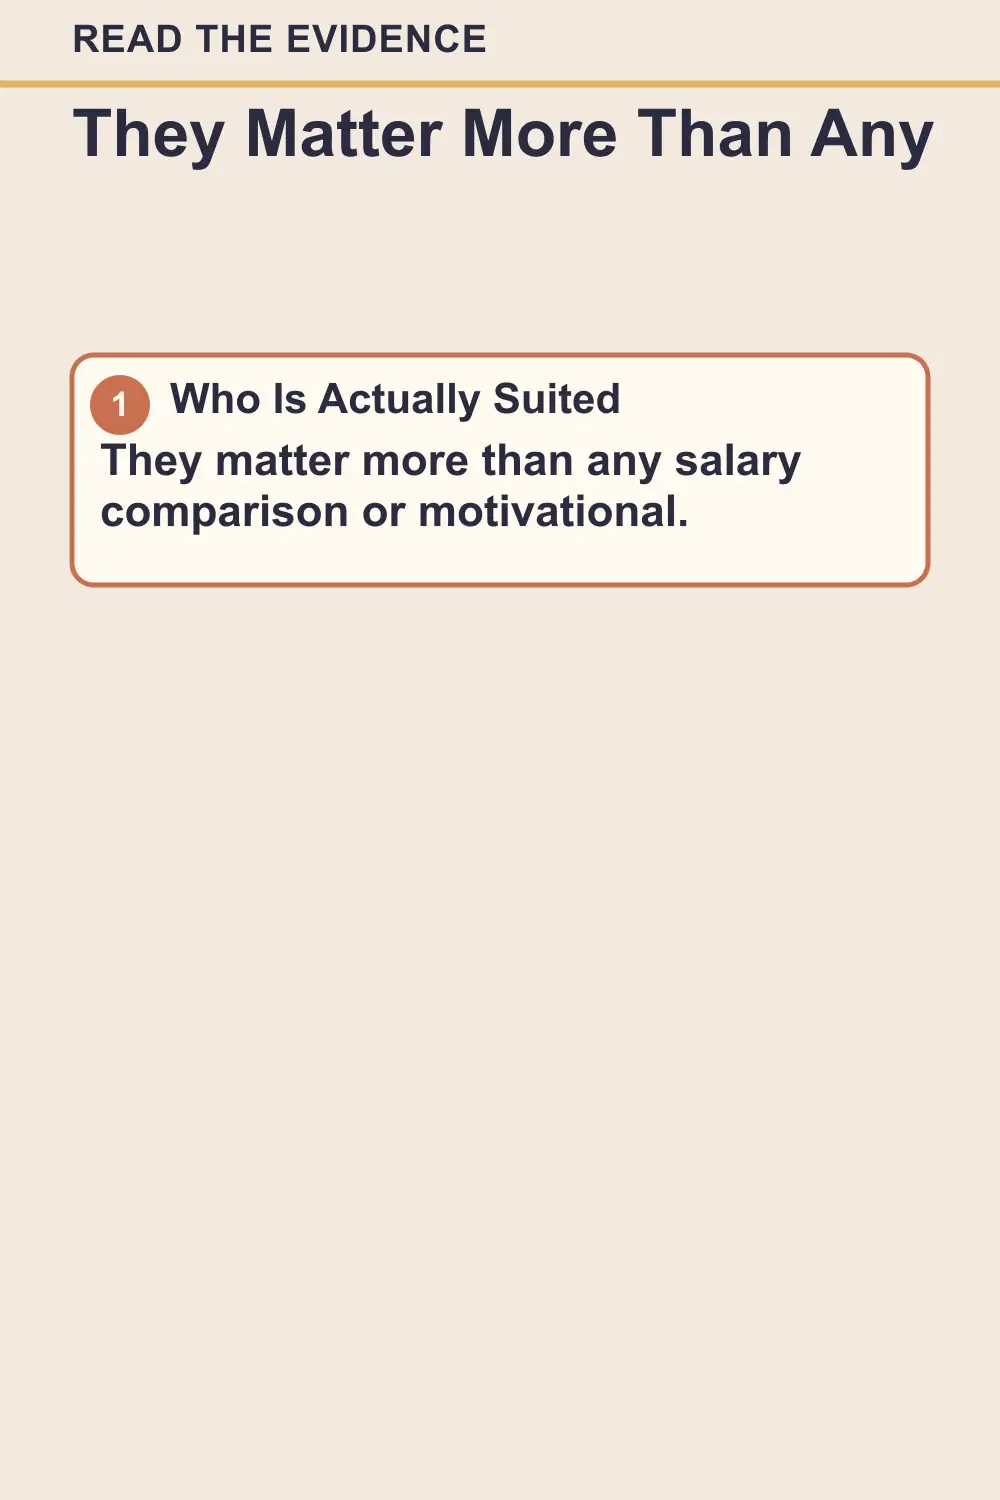 READ THE EVIDENCE
They Matter More Than Any
1 Who Is Actually Suited
They matter more than any salary
comparison or motivational.